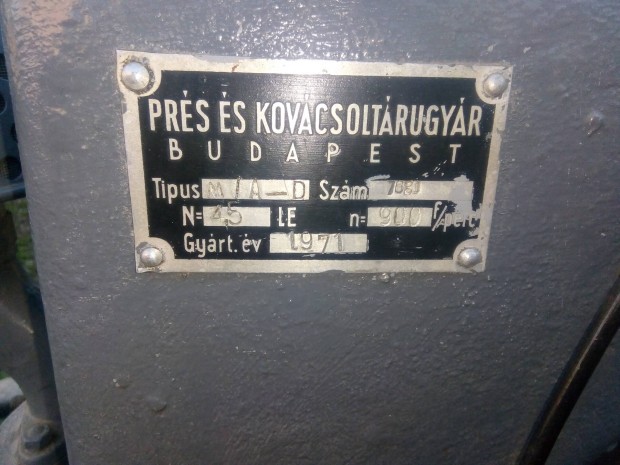 PRÉS ÉS KOVÁCSOLTÁRUGYÁR
BUDAPEST
Tipus M/A-D Szám
N= 45 LE n= 900 f/perc
Gyárt. év 1971